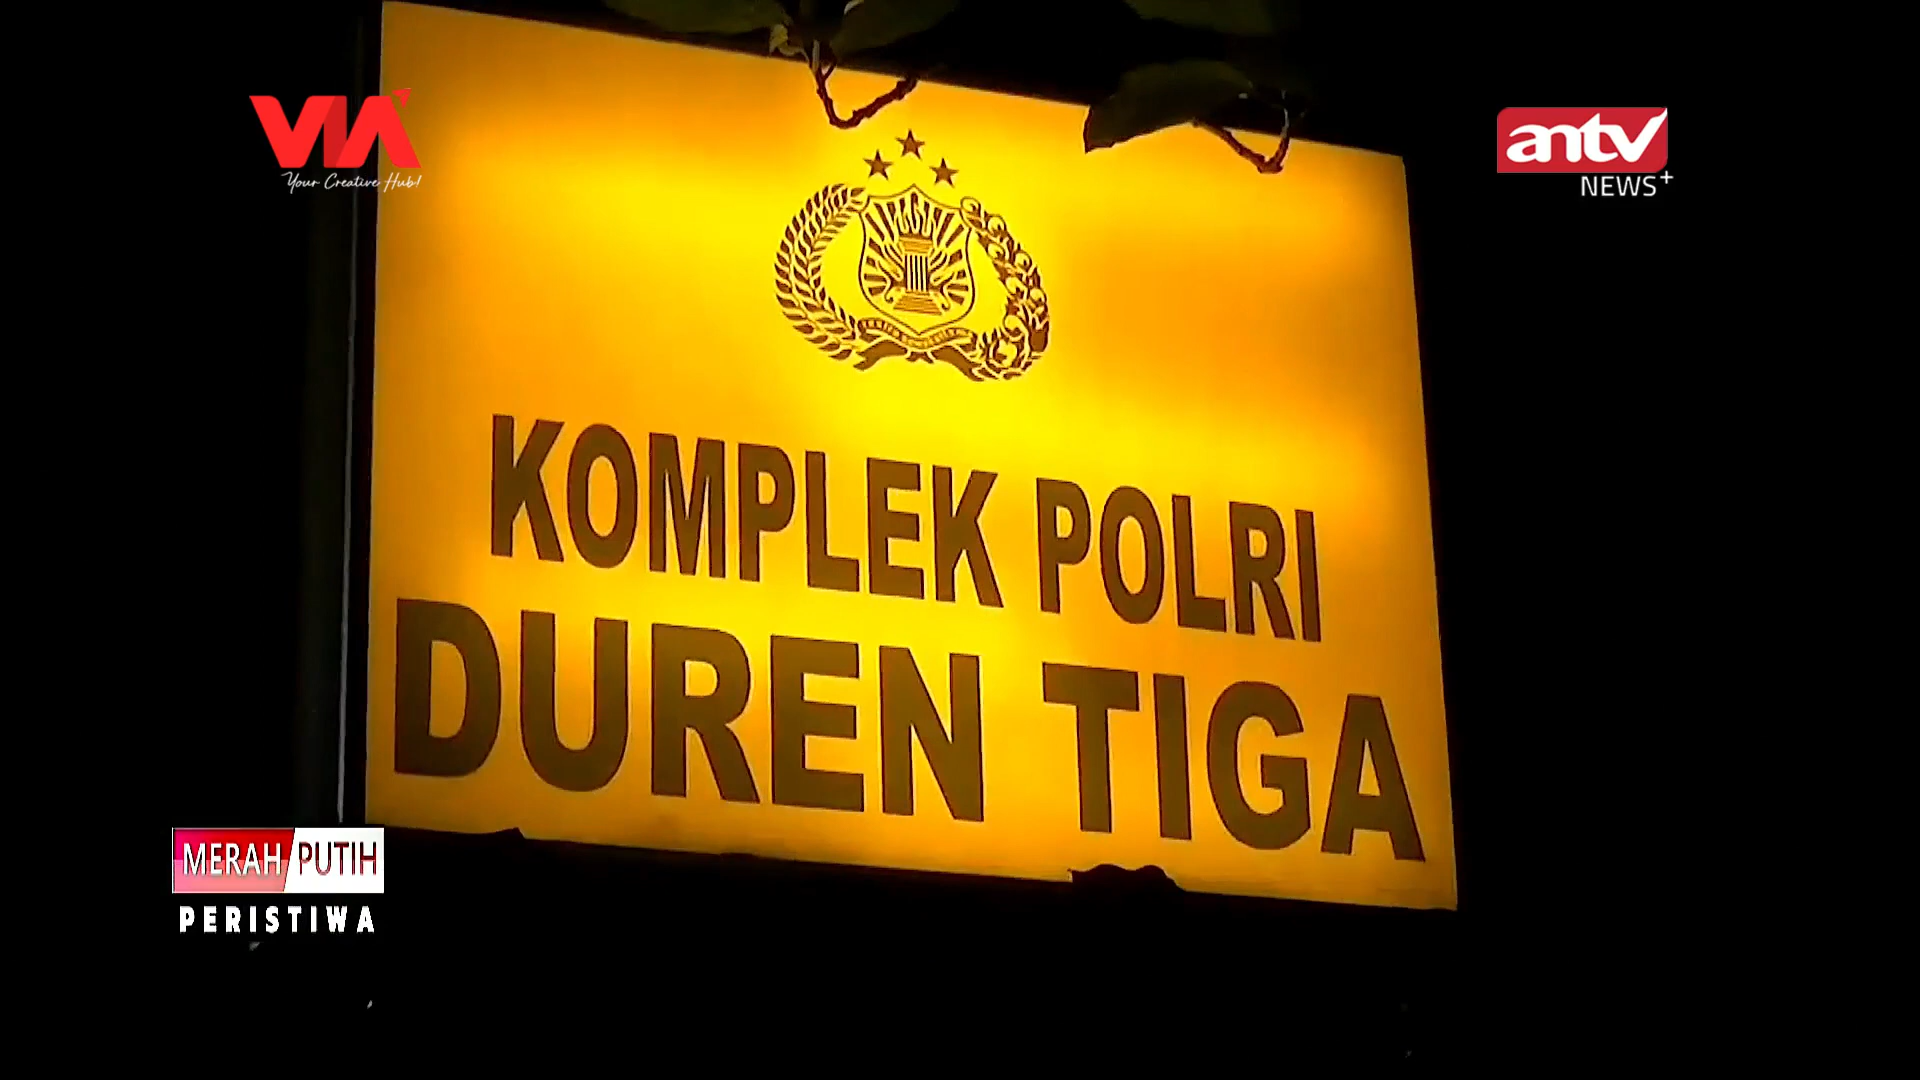 VIA
Your Creative Hub!
antv
NEWS+
KOMPLEK POLRI
DUREN TIGA
MERAH PUTIH
PERISTIWA